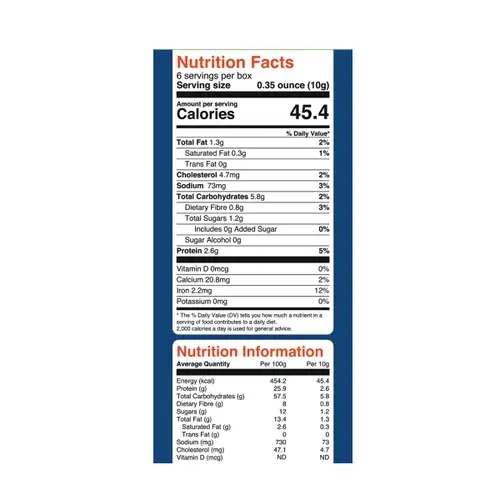 Nutrition Facts
6 servings per box
Serving size 0.35 ounce (10g)
Amount per serving
Calories 45.4
% Daily Value*
Total Fat 1.3g 2%
Saturated Fat 0.3g 1%
Trans Fat 0g
Cholesterol 4.7mg 2%
Sodium 73mg 3%
Total Carbohydrates 5.8g 2%
Dietary Fibre 0.8g 3%
Total Sugars 1.2g
Includes 0g Added Sugar 0%
Sugar Alcohol 0g
Protein 2.6g 5%
Vitamin D 0mcg 0%
Calcium 20.8mg 2%
Iron 2.2mg 12%
Potassium 0mg 0%
* The % Daily Value (DV) tells you how much a nutrient in a
serving of food contributes to a daily diet.
2,000 calories a day is used for general advice.
Nutrition Information
Average Quantity Per 100g Per 10g
Energy (kcal) 454.2 45.4
Protein (g) 25.9 2.6
Total Carbohydrates (g) 57.5 5.8
Dietary Fibre (g) 8 0.8
Sugars (g) 12 1.2
Total Fat (g) 13.4 1.3
Saturated Fat (g) 2.6 0.3
Trans Fat (g) 0 0
Sodium (mg) 730 73
Cholesterol (mg) 47.1 4.7
Vitamin D (mcg) ND ND